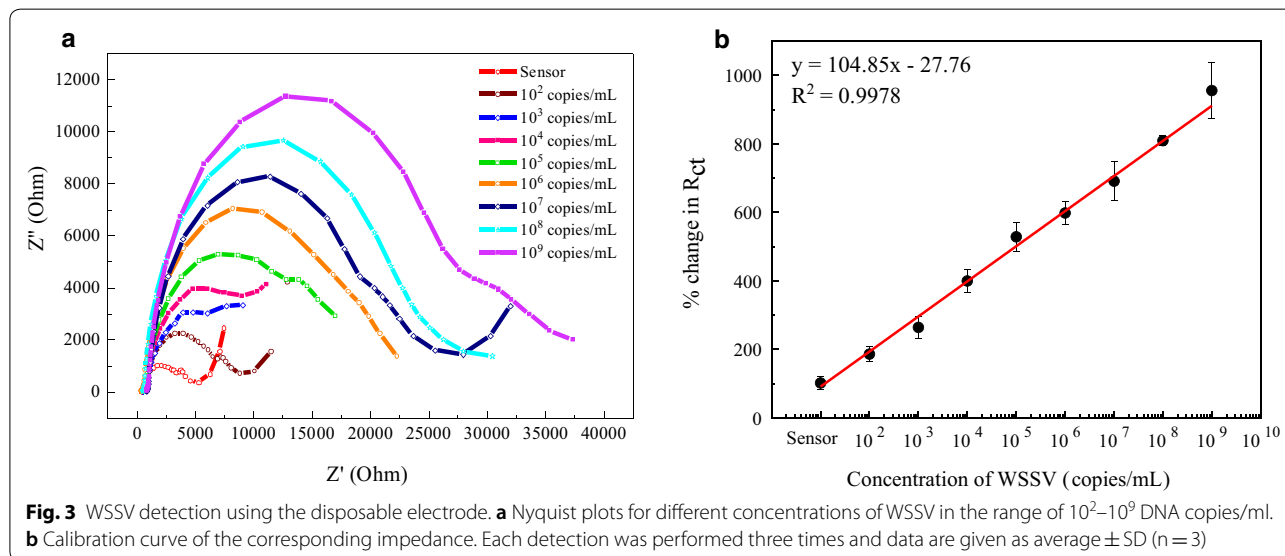 a
Z" (Ohm)
12000
10000
8000
6000
4000
2000
0
Sensor
10² copies/mL
10³ copies/mL
10⁴ copies/mL
10⁵ copies/mL
10⁶ copies/mL
10⁷ copies/mL
10⁸ copies/mL
10⁹ copies/mL
0 5000 10000 15000 20000 25000 30000 35000 40000
Z' (Ohm)
b
y = 104.85x - 27.76
R² = 0.9978
% change in Rct
1000
800
600
400
200
0
Sensor 10² 10³ 10⁴ 10⁵ 10⁶ 10⁷ 10⁸ 10⁹ 10¹⁰
Concentration of WSSV (copies/mL)
Fig. 3 WSSV detection using the disposable electrode. a Nyquist plots for different concentrations of WSSV in the range of 10²–10⁹ DNA copies/ml.
b Calibration curve of the corresponding impedance. Each detection was performed three times and data are given as average ± SD (n = 3)